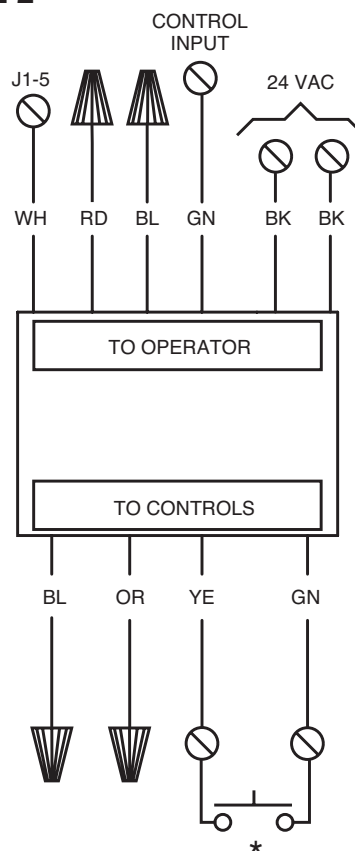 CONTROL
INPUT
J1-5
24 VAC
WH RD BL GN BK BK
TO OPERATOR
TO CONTROLS
BL OR YE GN
*